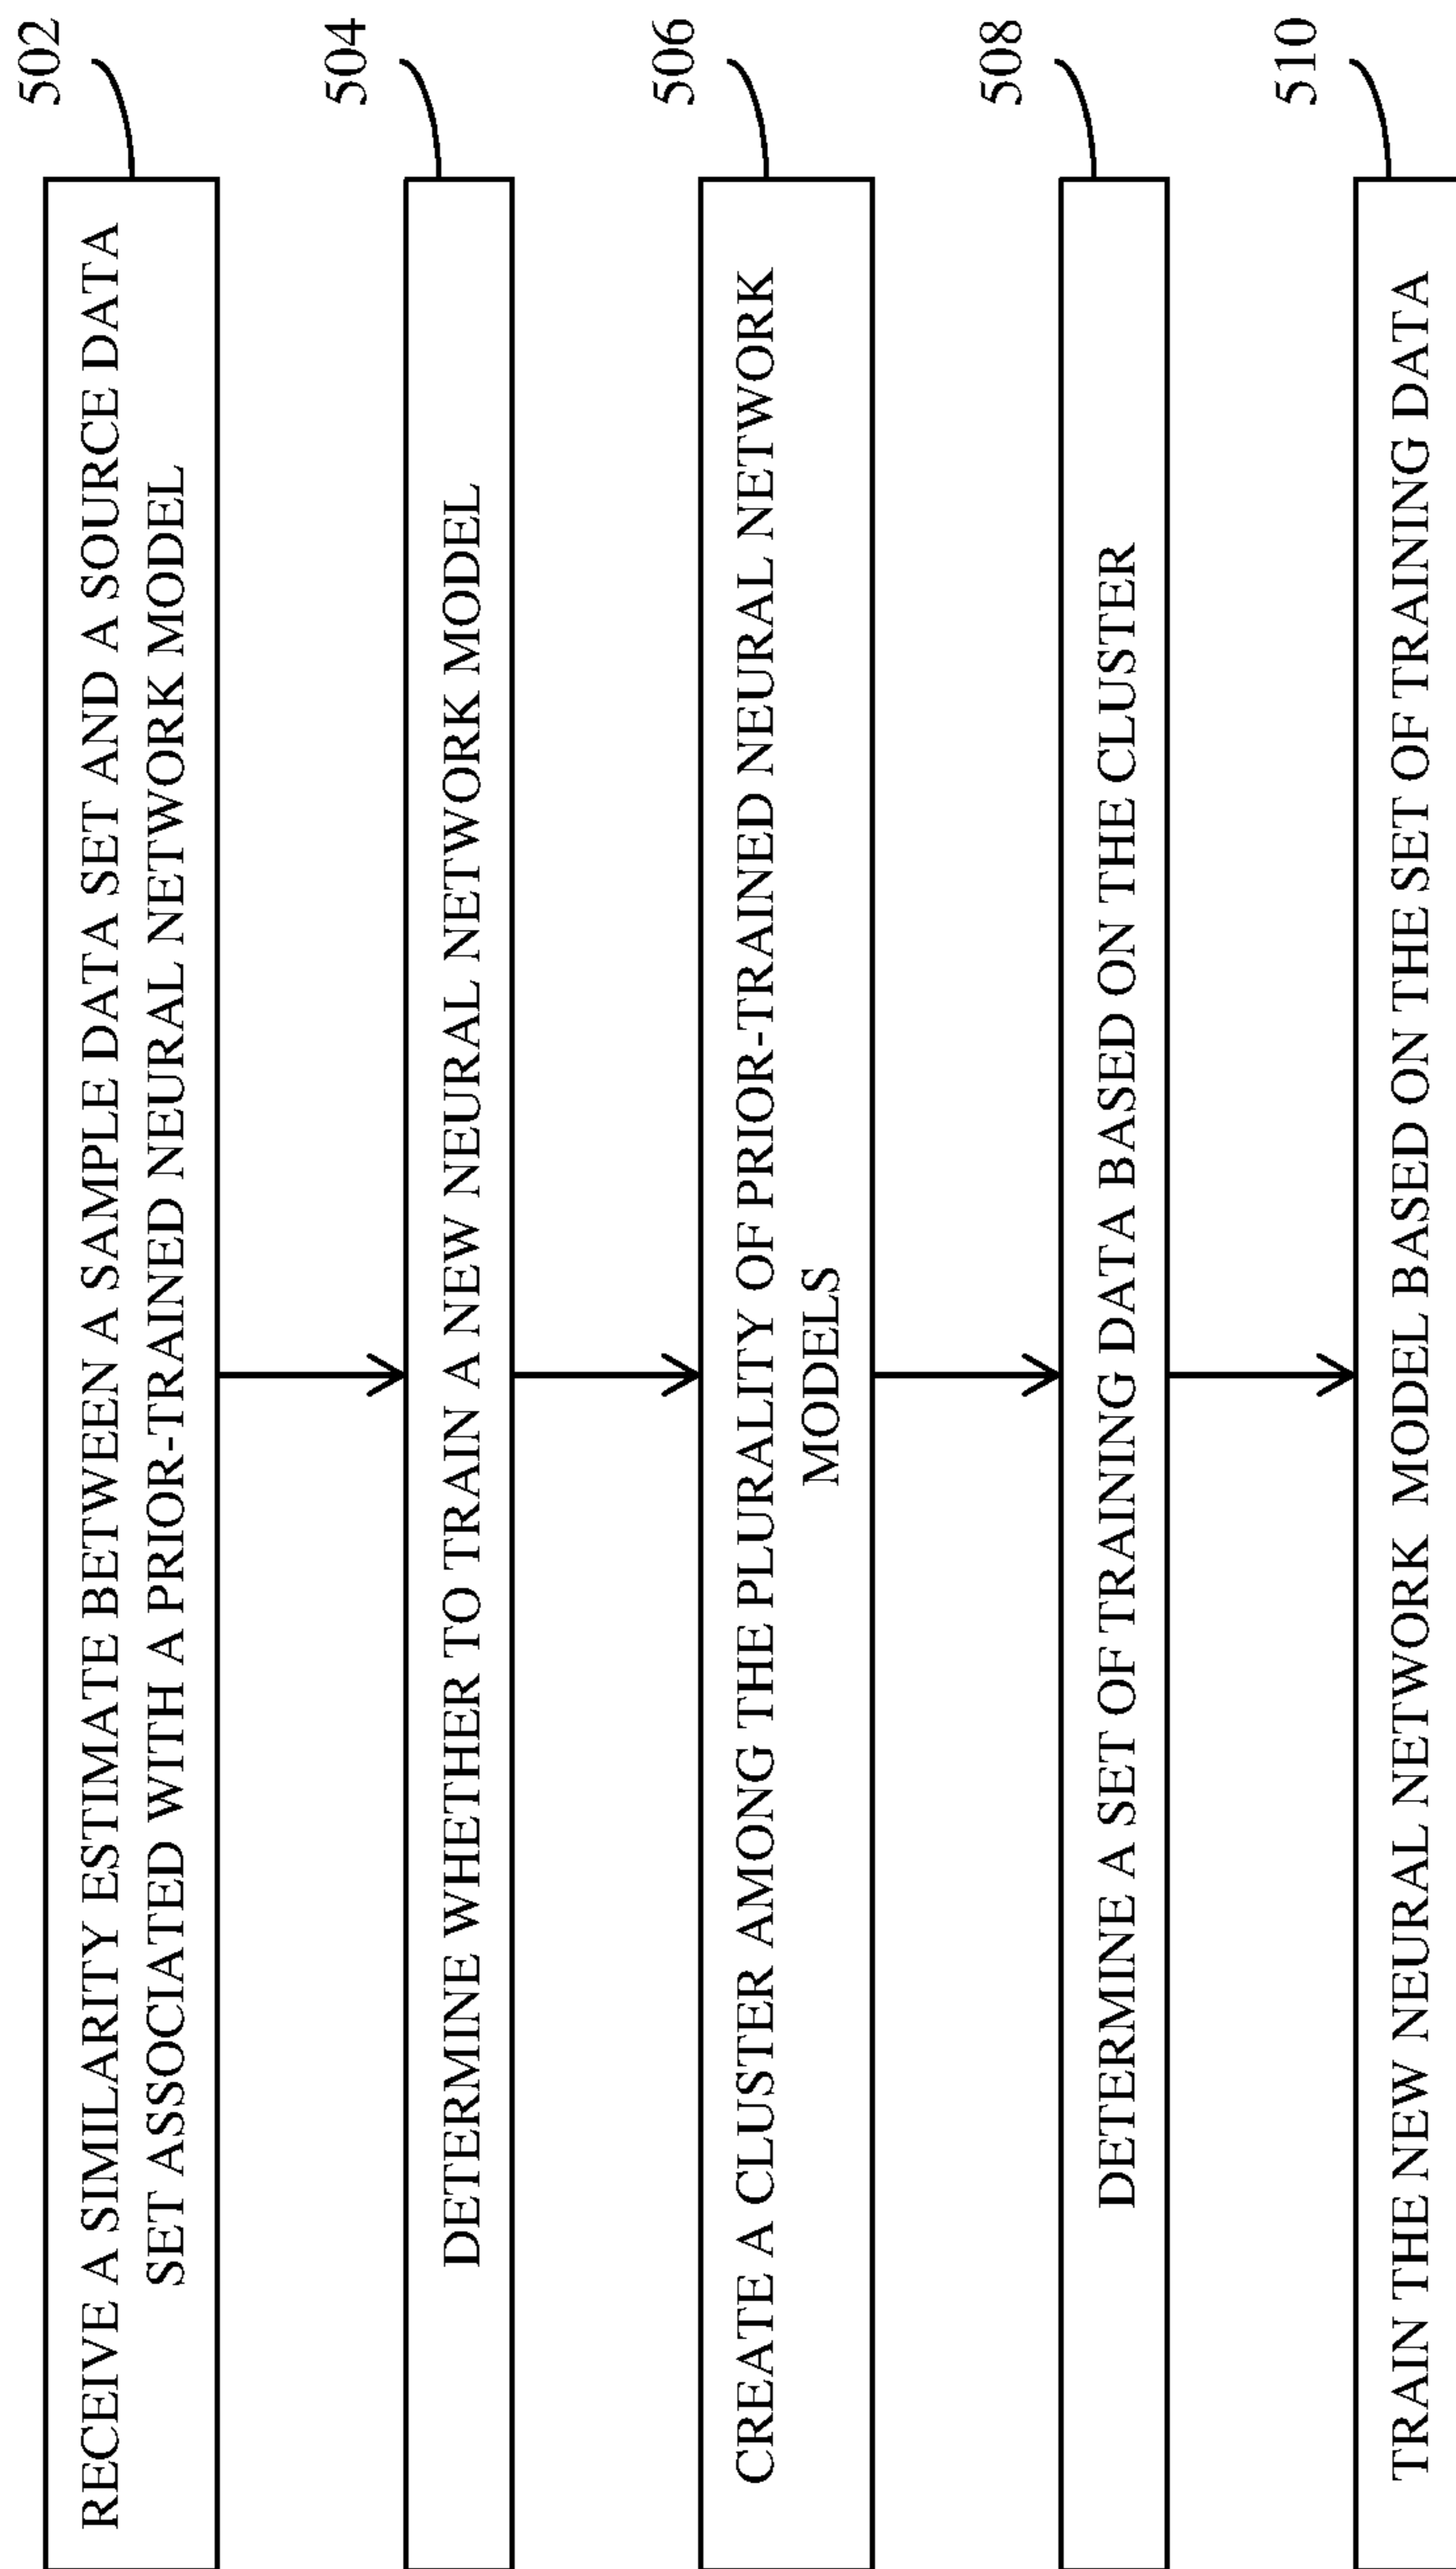 502
RECEIVE A SIMILARITY ESTIMATE BETWEEN A SAMPLE DATA SET AND A SOURCE DATA
SET ASSOCIATED WITH A PRIOR-TRAINED NEURAL NETWORK MODEL
504
DETERMINE WHETHER TO TRAIN A NEW NEURAL NETWORK MODEL
506
CREATE A CLUSTER AMONG THE PLURALITY OF PRIOR-TRAINED NEURAL NETWORK
MODELS
508
DETERMINE A SET OF TRAINING DATA BASED ON THE CLUSTER
510
TRAIN THE NEW NEURAL NETWORK MODEL BASED ON THE SET OF TRAINING DATA